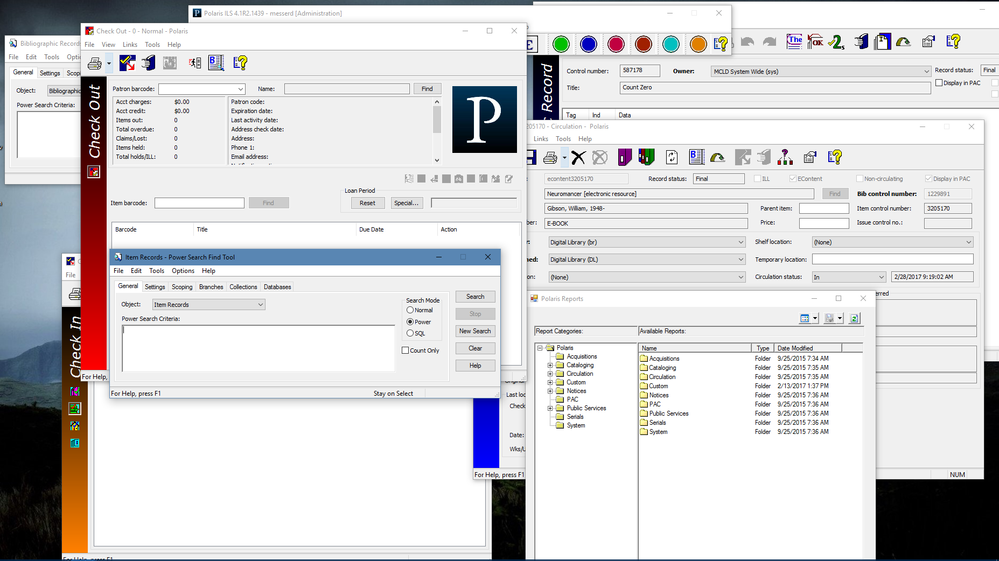 Polaris ILS 4.1R2.1439 - messerd [Administration]
Check Out - 0 - Normal - Polaris
File View Links Tools Help
Check Out
Patron barcode:
Name:
Find
Acct charges: $0.00
Acct credit: $0.00
Items out: 0
Total overdue: 0
Claims/Lost: 0
Items held: 0
Total holds/ILL: 0
Patron code:
Expiration date:
Last activity date:
Address check date:
Address:
Phone 1:
Email address:
P
Item barcode:
Find
Loan Period
Reset
Special...
Barcode Title Due Date Action
For Help,
Bibliographic Records
File Edit Tools
General Settings
Object: Bibliographic
Power Search Criteria:
Item Records - Power Search Find Tool
File Edit Tools Options Help
General Settings Scoping Branches Collections Databases
Object: Item Records
Power Search Criteria:
Search Mode
Normal
Power
SQL
Count Only
Search
Stop
New Search
Clear
Help
For Help, press F1
Stay on Select
File
Check In
For Help, press F1
Control number: 587178
Owner: MCLD System Wide (sys)
Record status: Final
Title: Count Zero
Display in PAC
Record
Tag Ind Data
205170 - Circulation - Polaris
Links Tools Help
econtent3205170
Record status: Final
ILL
EContent
Non-circulating
Display in PAC
Neuromancer [electronic resource]
Find
Bib control number: 1229891
Gibson, William, 1948-
Parent item:
Item control number: 3205170
E-BOOK
Price:
Issue control no.:
Digital Library (br)
Shelf location: (None)
Digital Library (DL)
Temporary location:
(None)
Circulation status: In
2/28/2017 9:19:02 AM
Check
Date:
For Help, press F1
NUM
Polaris Reports
Report Categories:
Polaris
Acquisitions
Cataloging
Circulation
Custom
Notices
PAC
Public Services
Serials
System
Available Reports:
Name Type Date Modified
Acquisitions Folder 9/25/2015 7:34 AM
Cataloging Folder 9/25/2015 7:35 AM
Circulation Folder 9/25/2015 7:35 AM
Custom Folder 2/13/2017 1:37 PM
Notices Folder 9/25/2015 7:36 AM
PAC Folder 9/25/2015 7:36 AM
Public Services Folder 9/25/2015 7:36 AM
Serials Folder 9/25/2015 7:36 AM
System Folder 9/25/2015 7:36 AM